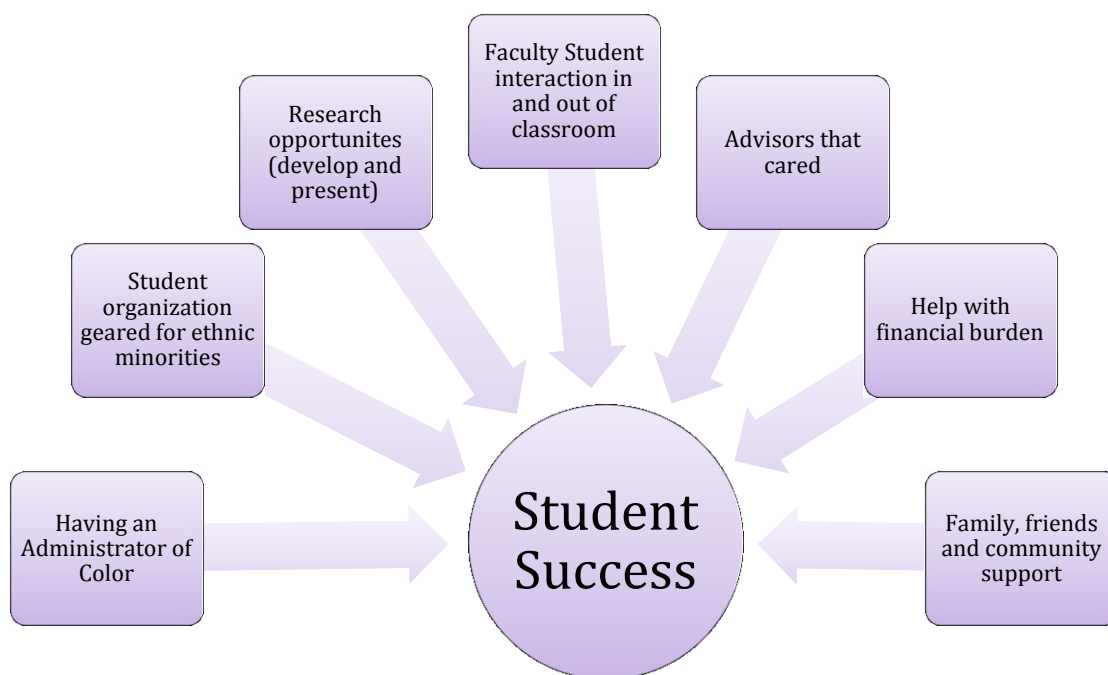 Faculty Student
interaction in
and out of
classroom
Research
opportunites
(develop and
present)
Advisors that
cared
Student
organization
geared for ethnic
minorities
Help with
financial burden
Having an
Administrator of
Color
Student
Success
Family, friends
and community
support